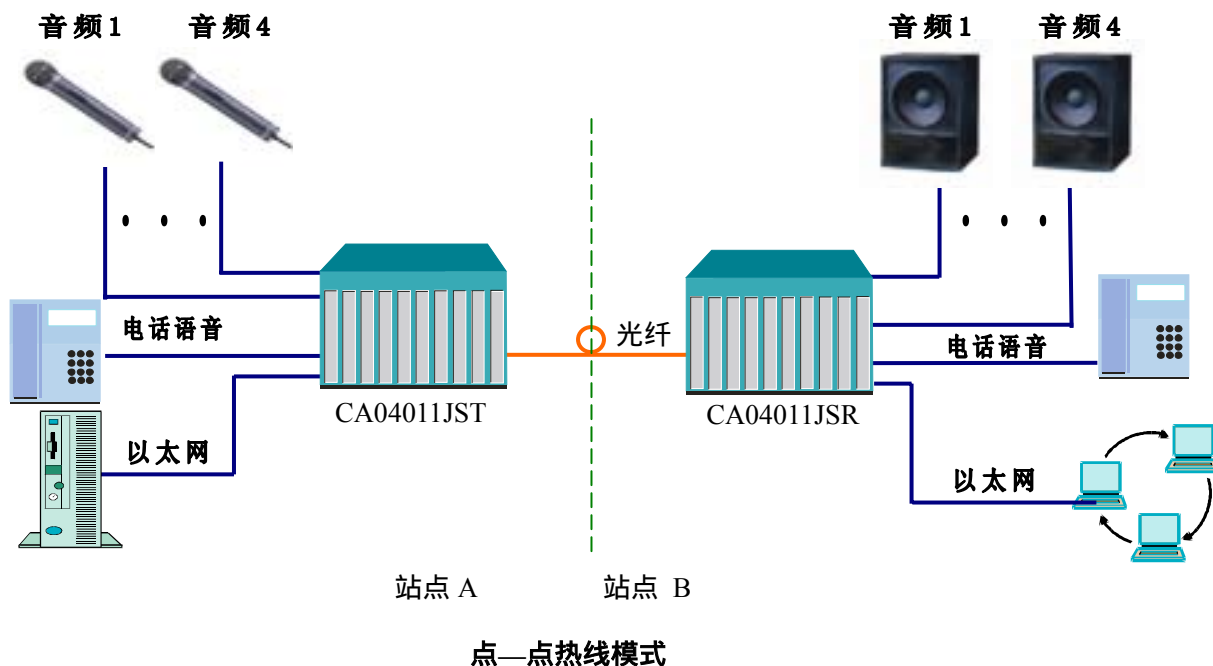 音频1
音频4
音频1
音频4
电话语音
光纤
电话语音
CA04011JST
CA04011JSR
以太网
以太网
站点 A
站点 B
点—点热线模式